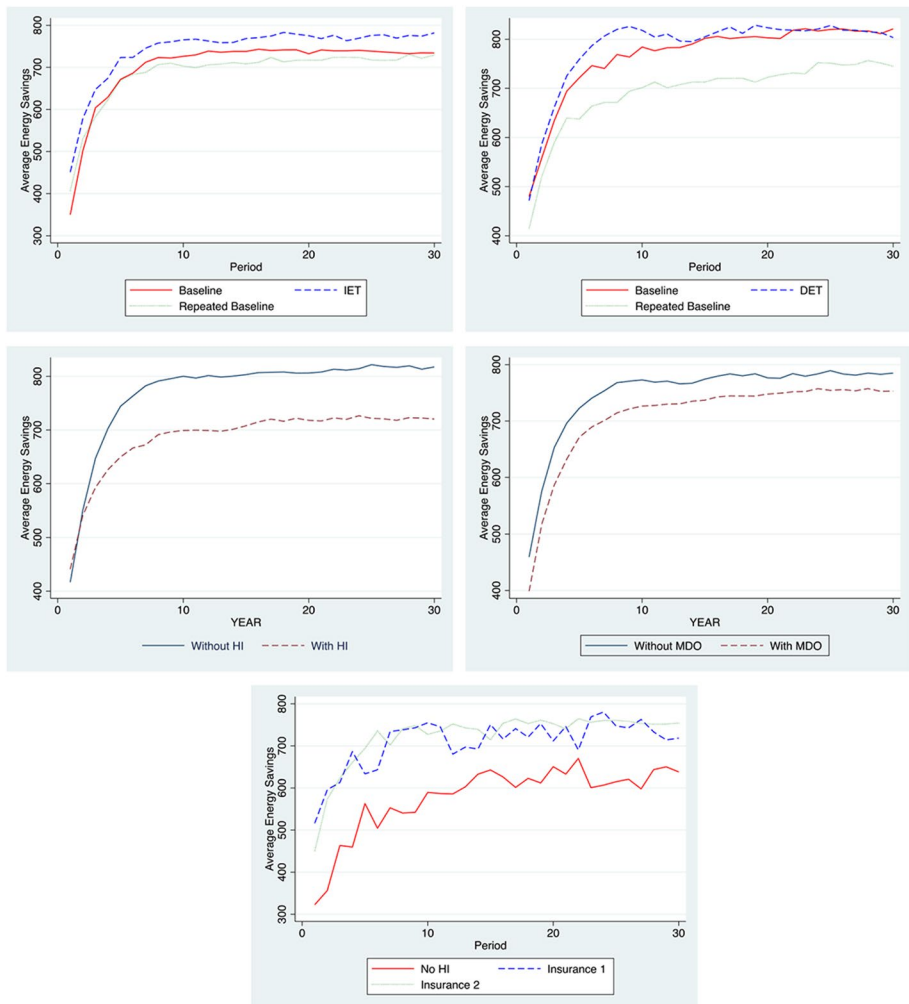 Average Energy Savings
800
700
600
500
400
300
0
10
20
30
Period
Baseline
IET
Repeated Baseline
Average Energy Savings
800
700
600
500
400
0
10
20
30
Period
Baseline
DET
Repeated Baseline
Average Energy Savings
800
700
600
500
400
0
10
20
30
YEAR
Without HI
With HI
Average Energy Savings
800
700
600
500
400
0
10
20
30
YEAR
Without MDO
With MDO
Average Energy Savings
800
700
600
500
400
300
0
10
20
30
Period
No HI
Insurance 1
Insurance 2